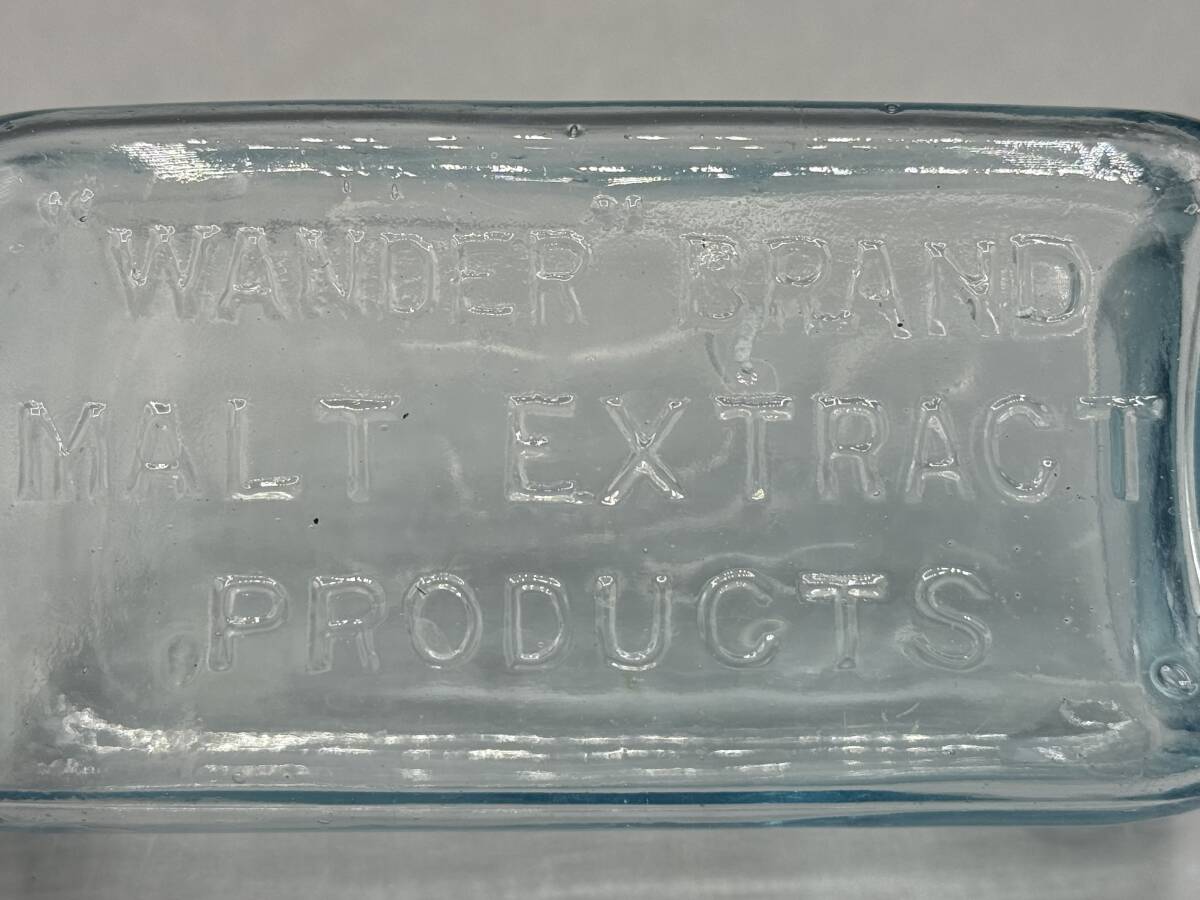 "WANDER" BRAND
MALT EXTRACT
PRODUCTS